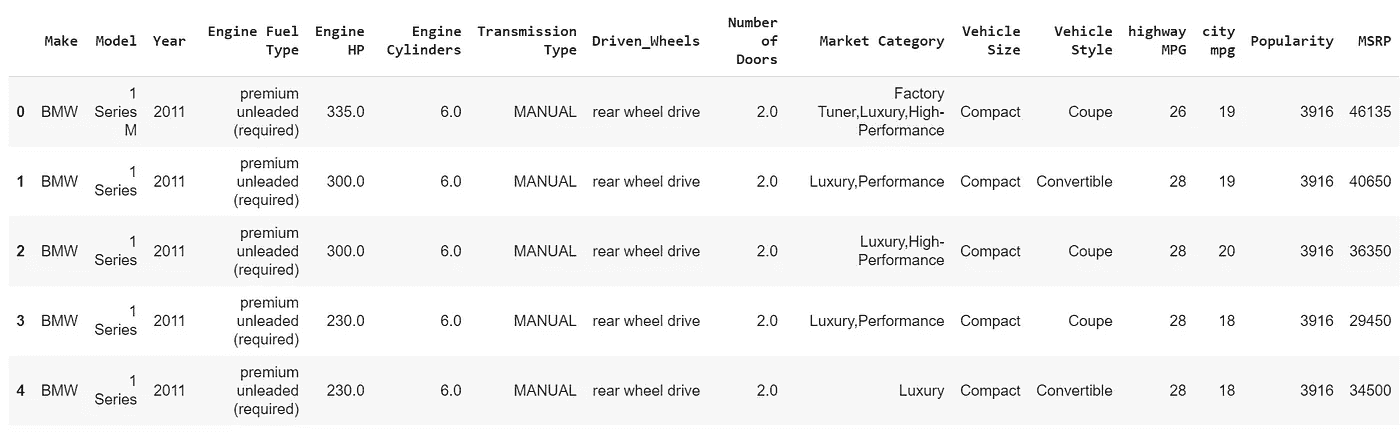 Make Model Year Engine Fuel Type Engine HP Engine Cylinders Transmission Type Driven_Wheels Number of Doors Market Category Vehicle Size Vehicle Style highway MPG city mpg Popularity MSRP
0 BMW 1 Series M 2011 premium unleaded (required) 335.0 6.0 MANUAL rear wheel drive 2.0 Factory Tuner,Luxury,High-Performance Compact Coupe 26 19 3916 46135
1 BMW 1 Series 2011 premium unleaded (required) 300.0 6.0 MANUAL rear wheel drive 2.0 Luxury,Performance Compact Convertible 28 19 3916 40650
2 BMW 1 Series 2011 premium unleaded (required) 300.0 6.0 MANUAL rear wheel drive 2.0 Luxury,High-Performance Compact Coupe 28 20 3916 36350
3 BMW 1 Series 2011 premium unleaded (required) 230.0 6.0 MANUAL rear wheel drive 2.0 Luxury,Performance Compact Coupe 28 18 3916 29450
4 BMW 1 Series 2011 premium unleaded (required) 230.0 6.0 MANUAL rear wheel drive 2.0 Luxury Compact Convertible 28 18 3916 34500